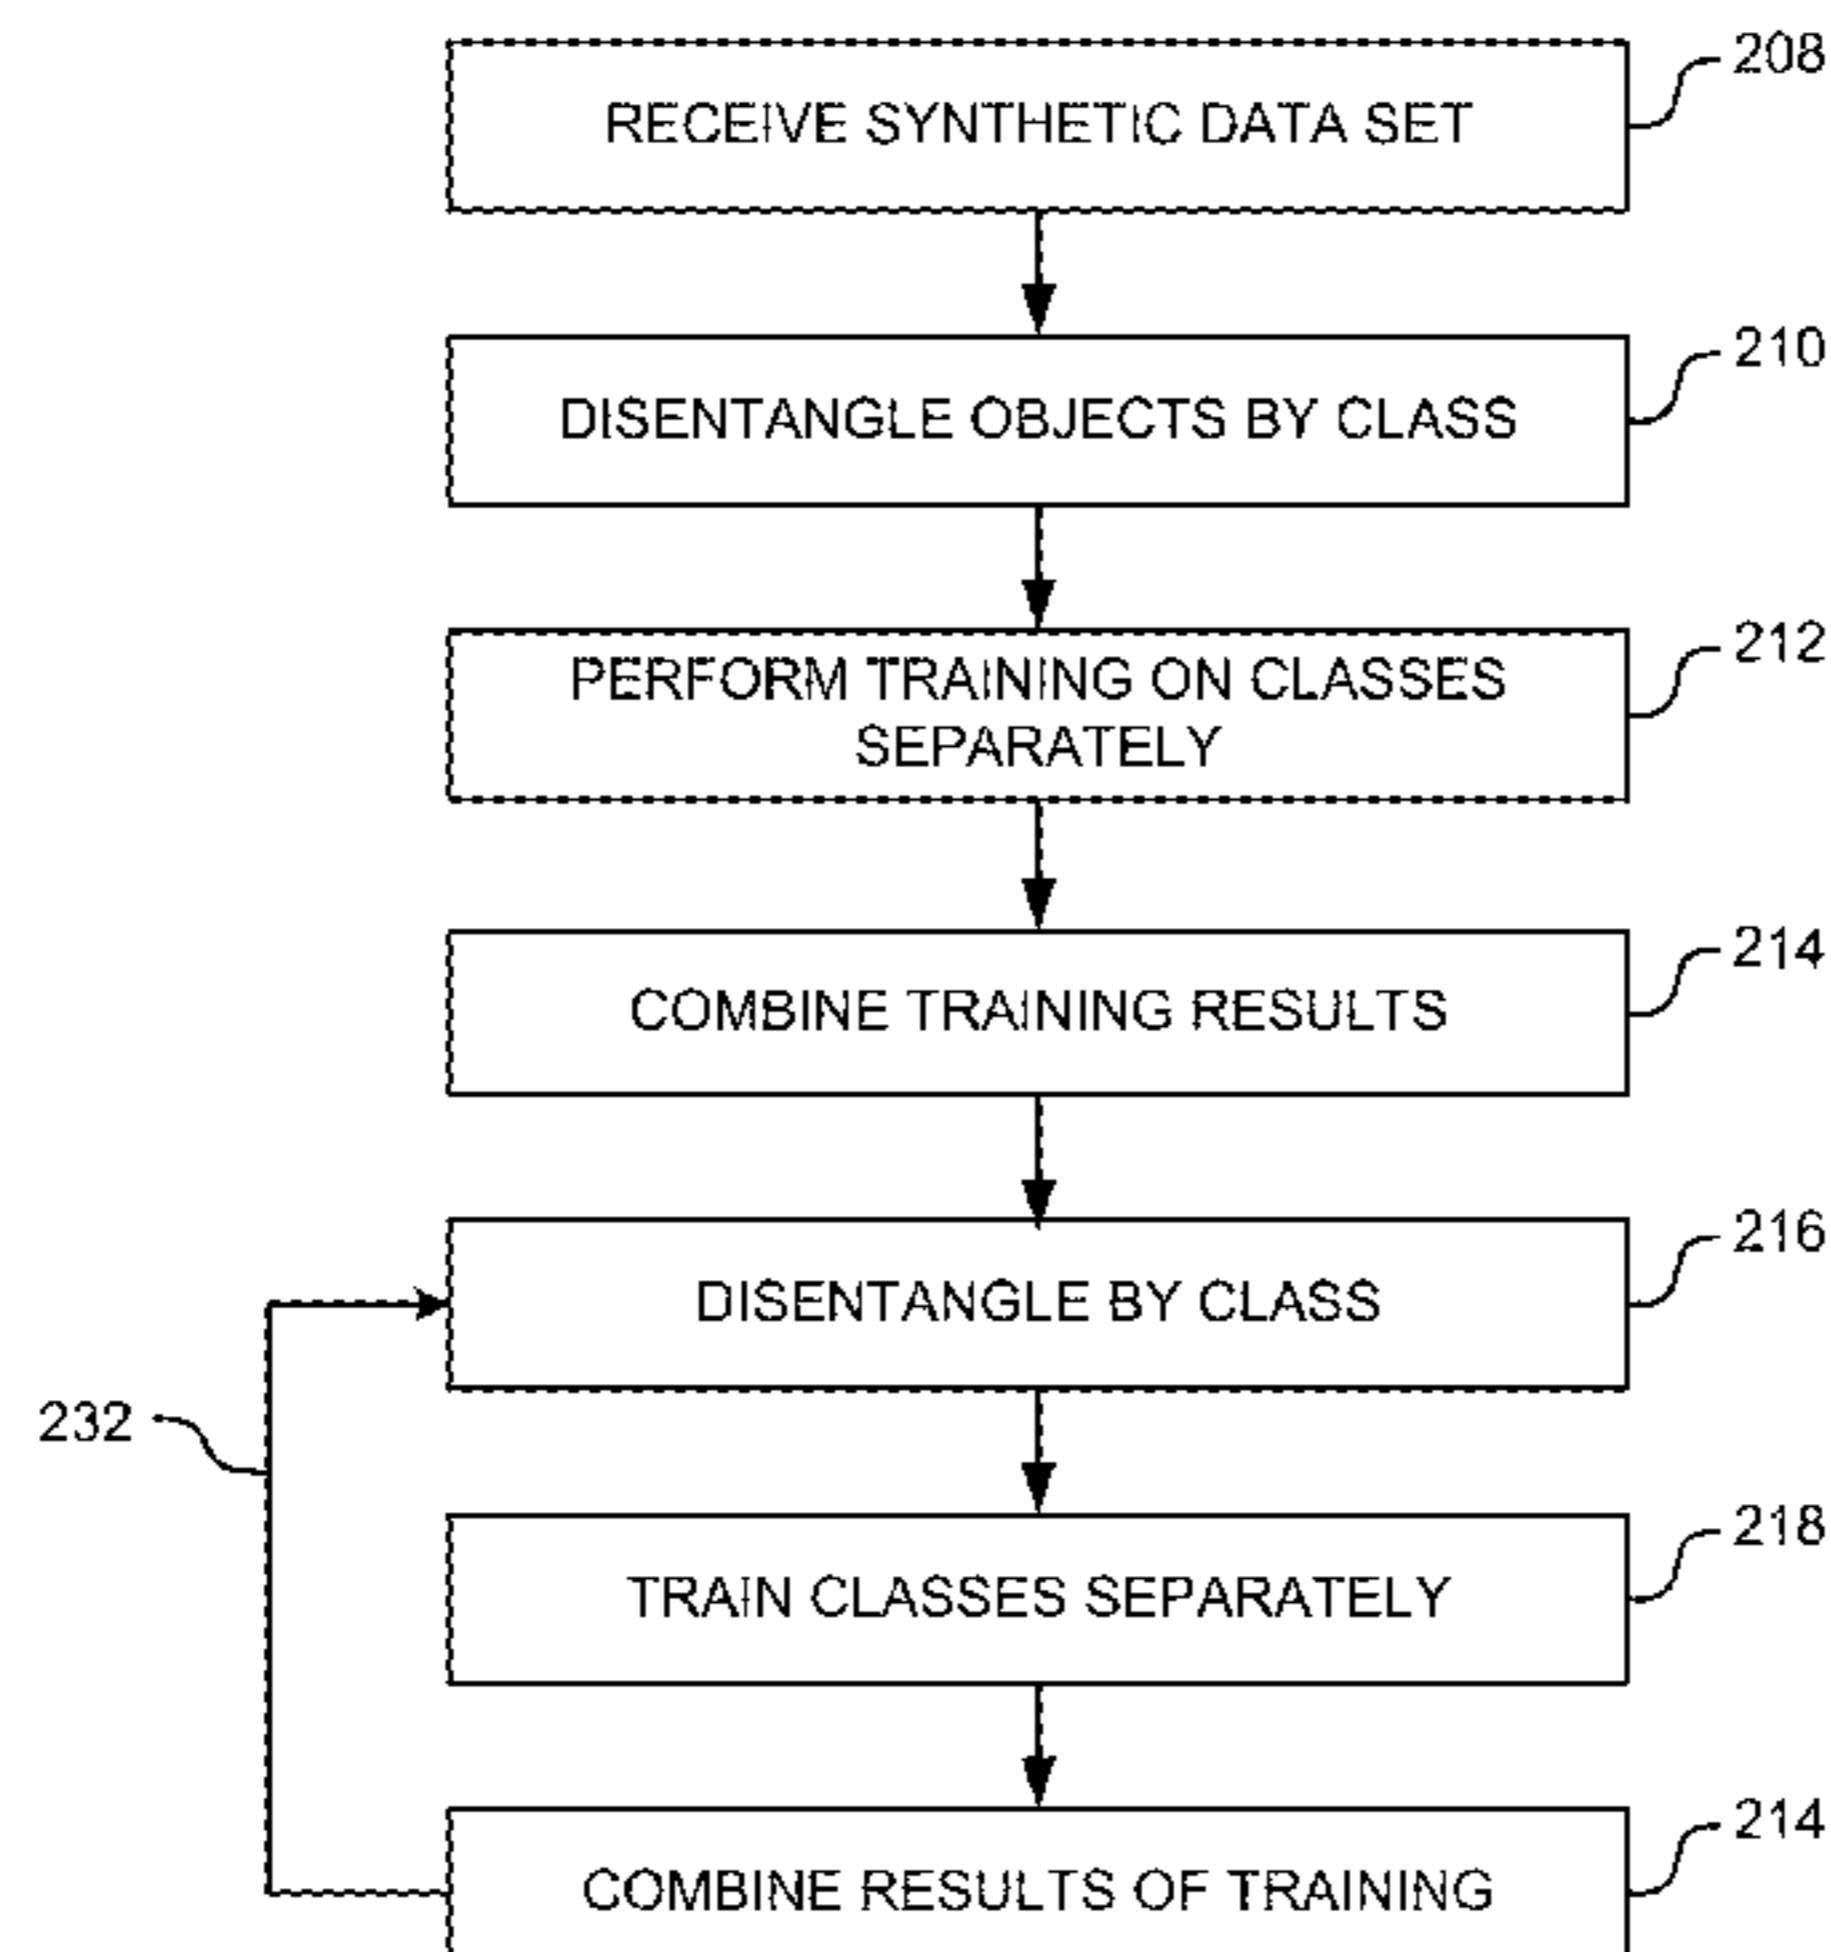 208
RECEIVE SYNTHETIC DATA SET
210
DISENTANGLE OBJECTS BY CLASS
212
PERFORM TRAINING ON CLASSES
SEPARATELY
214
COMBINE TRAINING RESULTS
216
DISENTANGLE BY CLASS
232
218
TRAIN CLASSES SEPARATELY
214
COMBINE RESULTS OF TRAINING